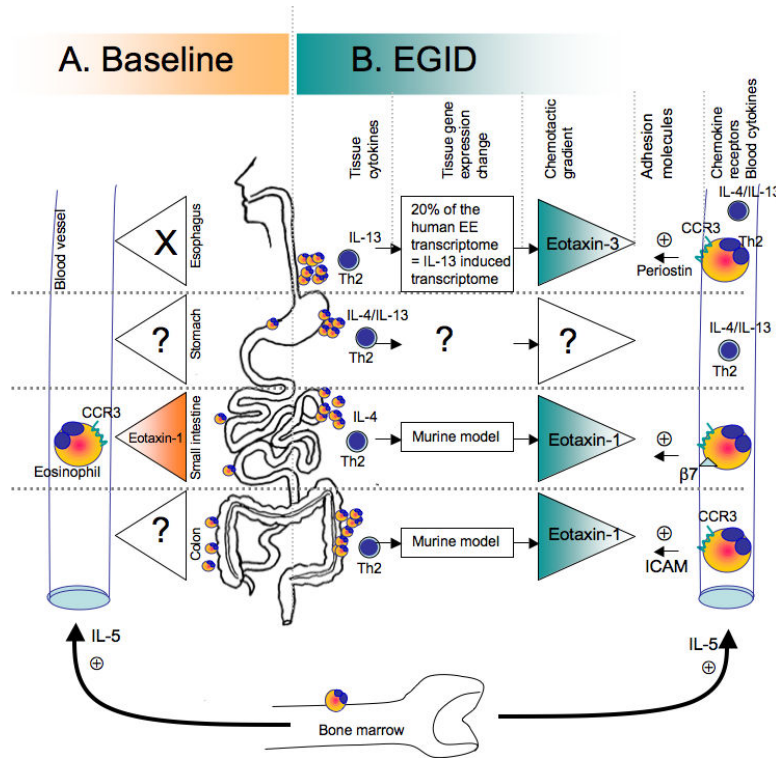 A. Baseline
B. EGID
Tissue
cytokines
Tissue gene
expression
change
Chemotactic
gradient
Adhesion
molecules
Chemokine
receptors
Blood cytokines
Blood vessel
X
Esophagus
IL-13
Th2
20% of the
human EE
transcriptome
= IL-13 induced
transcriptome
Eotaxin-3
⊕
Periostin
IL-4/IL-13
Th2
CCR3
?
Stomach
IL-4/IL-13
Th2
?
?
IL-4/IL-13
Th2
CCR3
Eosinophil
Eotaxin-1
Small intestine
IL-4
Th2
Murine model
Eotaxin-1
⊕
β7
?
Colon
Th2
Murine model
Eotaxin-1
⊕
ICAM
CCR3
IL-5
⊕
IL-5
⊕
Bone marrow